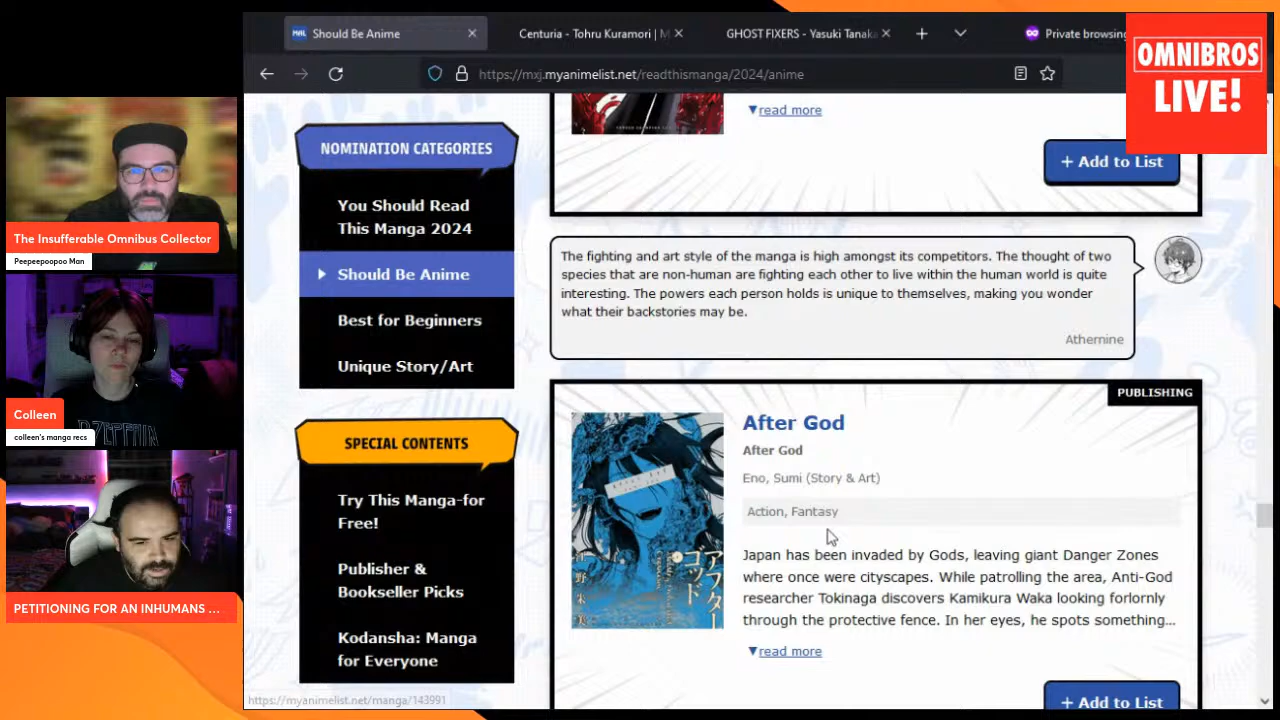 Should Be Anime
Centuria - Tohru Kuramori | M
GHOST FIXERS - Yasuki Tanaka
Private browsing
https://mxj.myanimelist.net/readthismanga/2024/anime
OMNIBROS
LIVE!
The Insufferable Omnibus Collector
Peepeepoopoo Man
Colleen
colleen's manga recs
PETITIONING FOR AN INHUMANS ...
NOMINATION CATEGORIES
You Should Read
This Manga 2024
Should Be Anime
Best for Beginners
Unique Story/Art
SPECIAL CONTENTS
Try This Manga-for
Free!
Publisher &
Bookseller Picks
Kodansha: Manga
for Everyone
https://myanimelist.net/manga/143991
▼read more
+ Add to List
The fighting and art style of the manga is high amongst its competitors. The thought of two
species that are non-human are fighting each other to live within the human world is quite
interesting. The powers each person holds is unique to themselves, making you wonder
what their backstories may be.
Athernine
PUBLISHING
After God
After God
Eno, Sumi (Story & Art)
Action, Fantasy
Japan has been invaded by Gods, leaving giant Danger Zones
where once were cityscapes. While patrolling the area, Anti-God
researcher Tokinaga discovers Kamikura Waka looking forlornly
through the protective fence. In her eyes, he spots something...
▼read more
+ Add to List
アフター
ゴッド